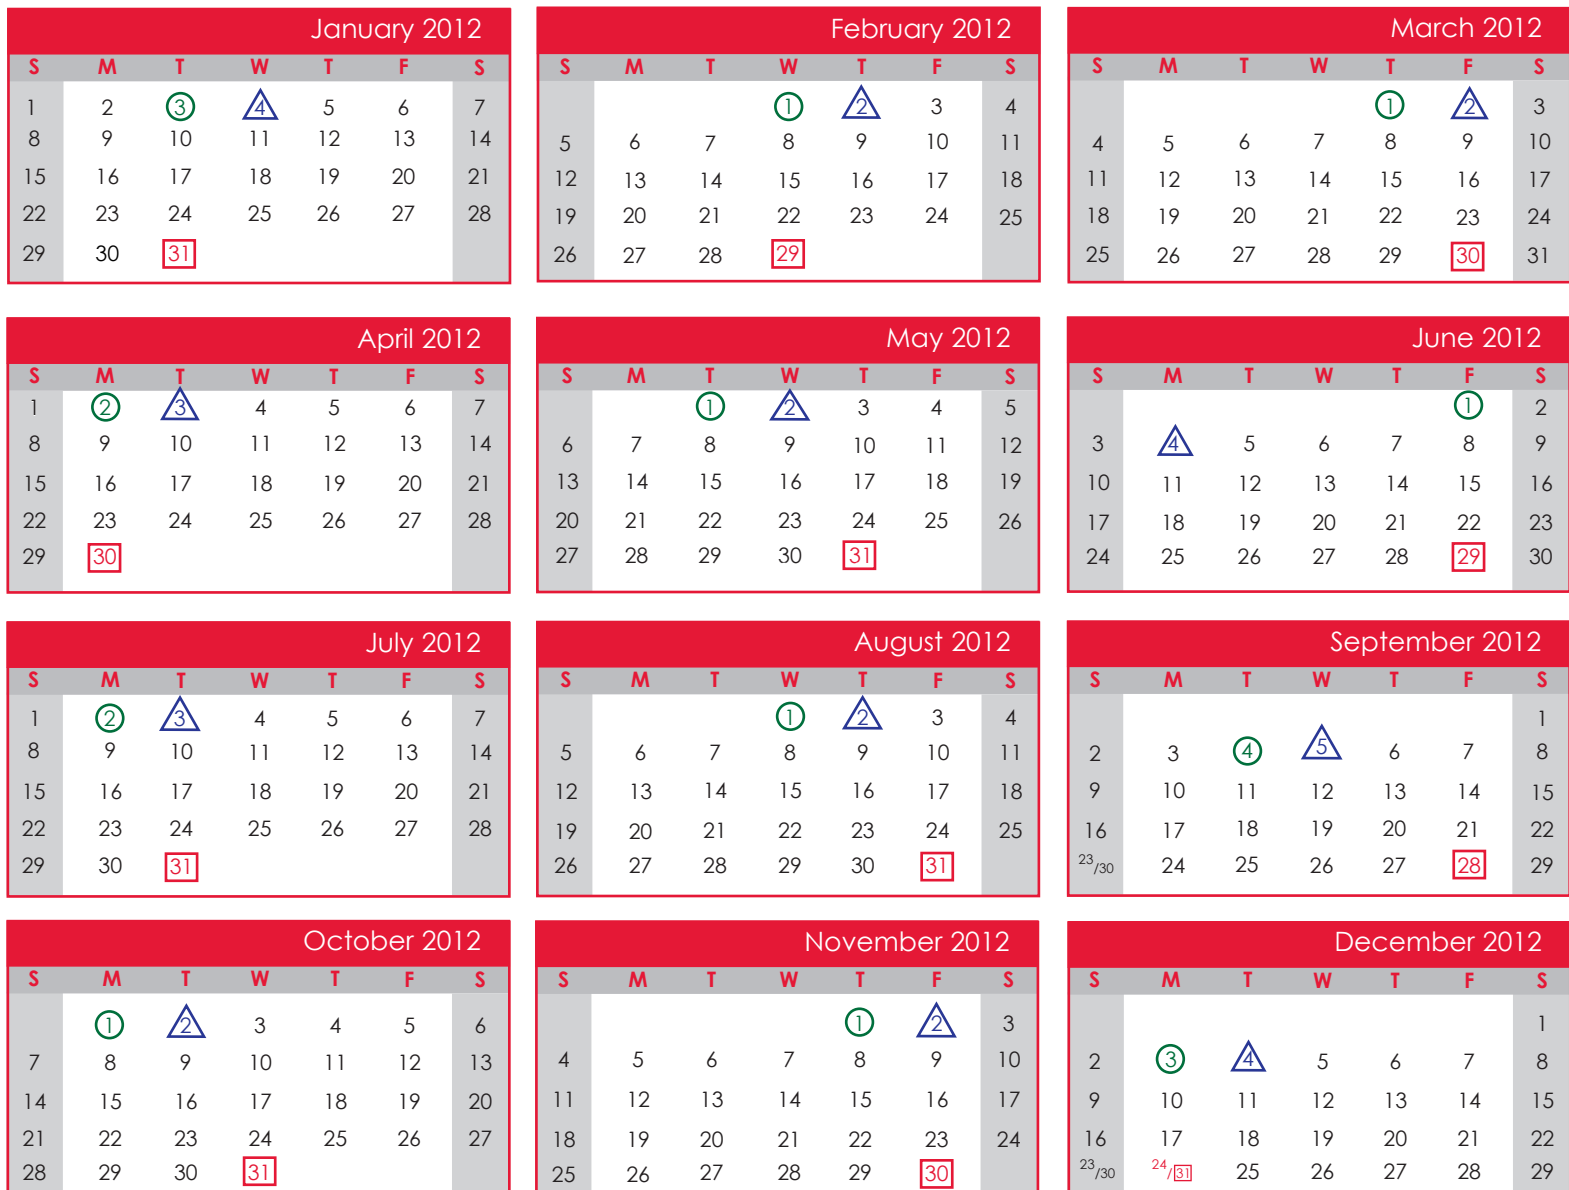 January 2012
S M T W T F S
1 2 3 4 5 6 7
8 9 10 11 12 13 14
15 16 17 18 19 20 21
22 23 24 25 26 27 28
29 30 31
February 2012
S M T W T F S
1 2 3 4
5 6 7 8 9 10 11
12 13 14 15 16 17 18
19 20 21 22 23 24 25
26 27 28 29
March 2012
S M T W T F S
1 2 3
4 5 6 7 8 9 10
11 12 13 14 15 16 17
18 19 20 21 22 23 24
25 26 27 28 29 30 31
April 2012
S M T W T F S
1 2 3 4 5 6 7
8 9 10 11 12 13 14
15 16 17 18 19 20 21
22 23 24 25 26 27 28
29 30
May 2012
S M T W T F S
1 2 3 4 5
6 7 8 9 10 11 12
13 14 15 16 17 18 19
20 21 22 23 24 25 26
27 28 29 30 31
June 2012
S M T W T F S
1 2
3 4 5 6 7 8 9
10 11 12 13 14 15 16
17 18 19 20 21 22 23
24 25 26 27 28 29 30
July 2012
S M T W T F S
1 2 3 4 5 6 7
8 9 10 11 12 13 14
15 16 17 18 19 20 21
22 23 24 25 26 27 28
29 30 31
August 2012
S M T W T F S
1 2 3 4
5 6 7 8 9 10 11
12 13 14 15 16 17 18
19 20 21 22 23 24 25
26 27 28 29 30 31
September 2012
S M T W T F S
1
2 3 4 5 6 7 8
9 10 11 12 13 14 15
16 17 18 19 20 21 22
23/30 24 25 26 27 28 29
October 2012
S M T W T F S
1 2 3 4 5 6
7 8 9 10 11 12 13
14 15 16 17 18 19 20
21 22 23 24 25 26 27
28 29 30 31
November 2012
S M T W T F S
1 2 3
4 5 6 7 8 9 10
11 12 13 14 15 16 17
18 19 20 21 22 23 24
25 26 27 28 29 30
December 2012
S M T W T F S
1
2 3 4 5 6 7 8
9 10 11 12 13 14 15
16 17 18 19 20 21 22
23/30 24/31 25 26 27 28 29